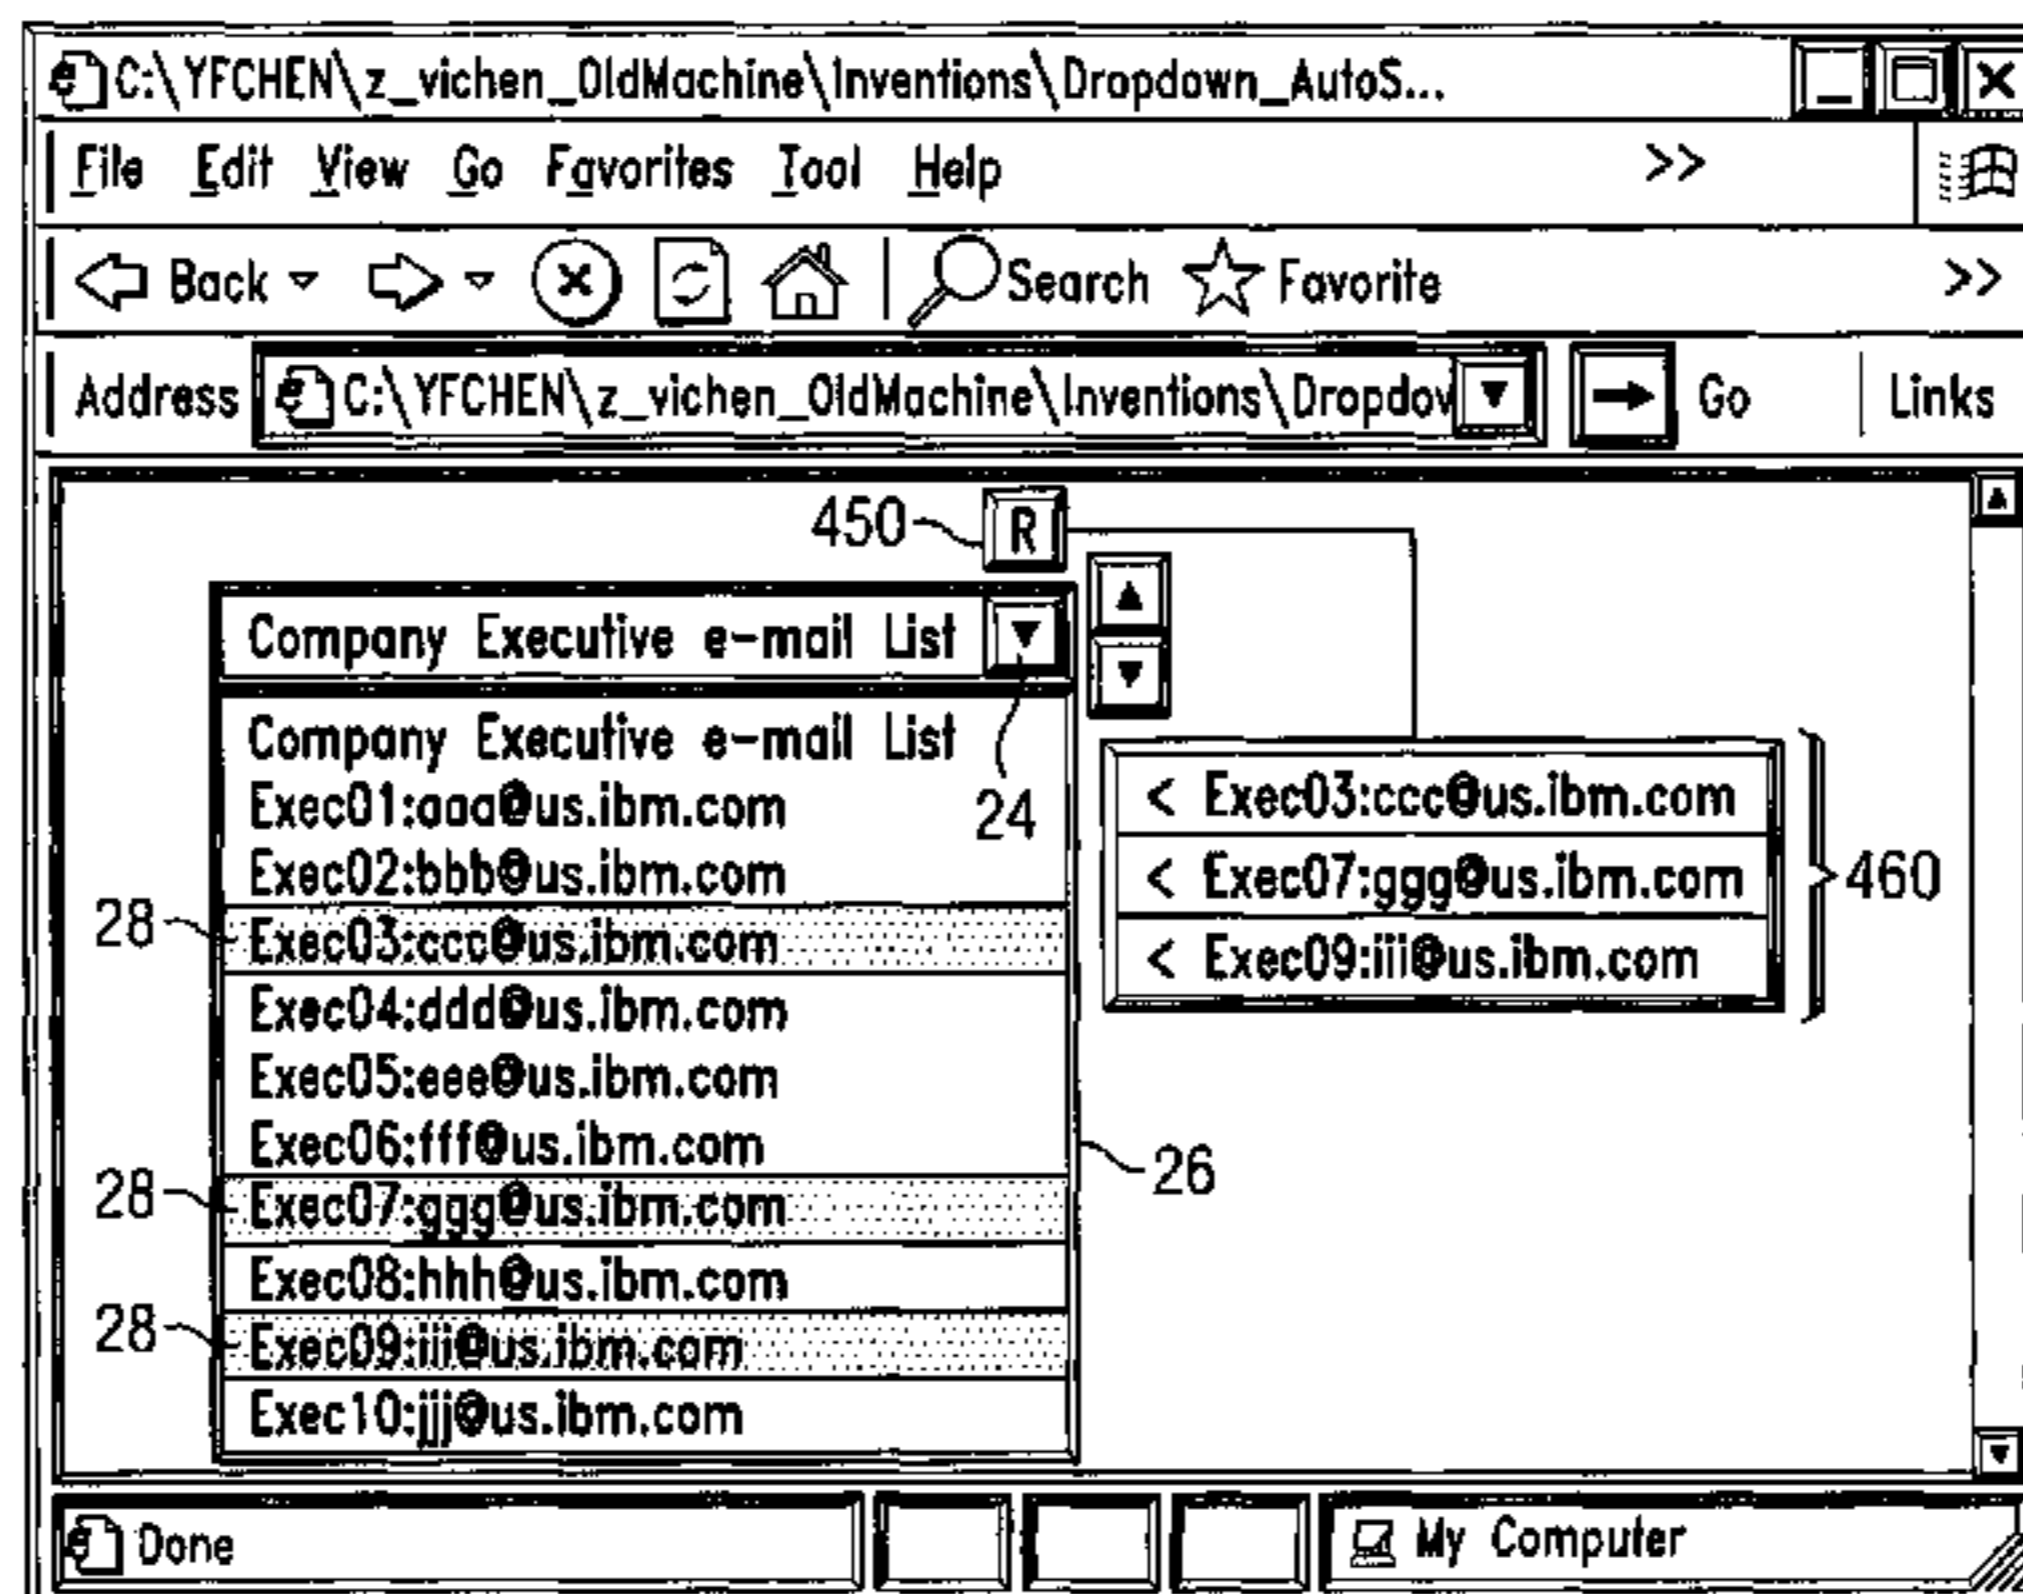 C:\YFCHEN\z_vichen_OldMachine\Inventions\Dropdown_AutoS...
File Edit View Go Favorites Tool Help >>
Back Search Favorite >>
Address C:\YFCHEN\z_vichen_OldMachine\Inventions\Dropdov Go Links
450 R
Company Executive e-mail List
Company Executive e-mail List
Exec01:aaa@us.ibm.com
24
Exec02:bbb@us.ibm.com
28 Exec03:ccc@us.ibm.com
Exec04:ddd@us.ibm.com
Exec05:eee@us.ibm.com
Exec06:fff@us.ibm.com
26
28 Exec07:ggg@us.ibm.com
Exec08:hhh@us.ibm.com
28 Exec09:iii@us.ibm.com
Exec10:jjj@us.ibm.com
< Exec03:ccc@us.ibm.com
< Exec07:ggg@us.ibm.com
460
< Exec09:iii@us.ibm.com
Done My Computer